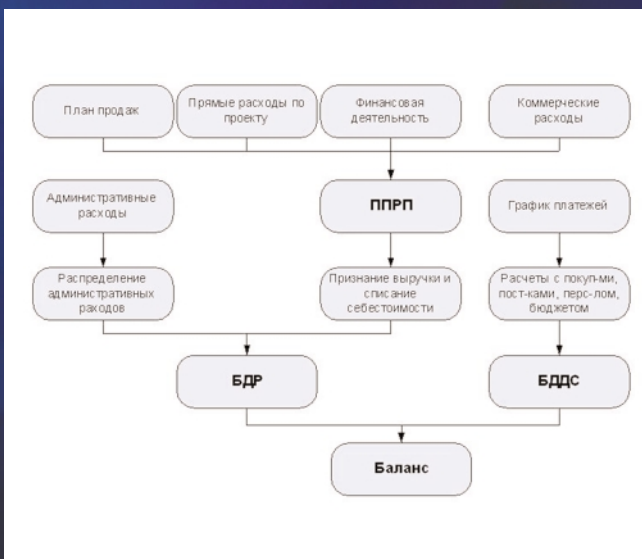 План продаж
Прямые расходы по
проекту
Финансовая
деятельность
Коммерческие
расходы
Административные
расходы
ППРП
График платежей
Распределение
административных
раходов
Признание выручки и
списание
себестоимости
Расчеты с покуп-ми,
пост-ками, перс-лом,
бюджетом
БДР
БДДС
Баланс